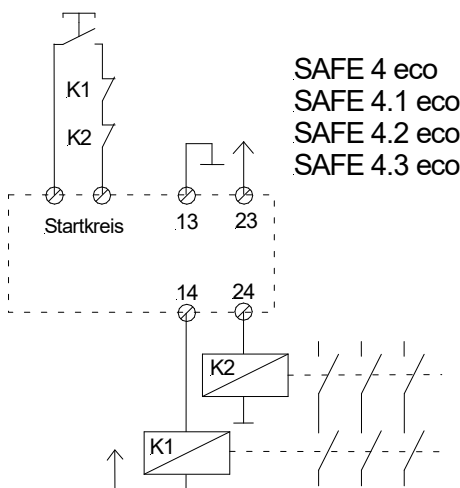 SAFE 4 eco
SAFE 4.1 eco
SAFE 4.2 eco
SAFE 4.3 eco
K1
K2
Startkreis
13
23
14
24
K2
K1